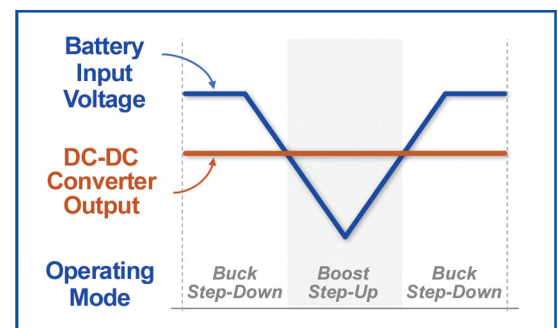 Battery
Input
Voltage
DC-DC
Converter
Output
Operating
Mode
Buck
Step-Down
Boost
Step-Up
Buck
Step-Down